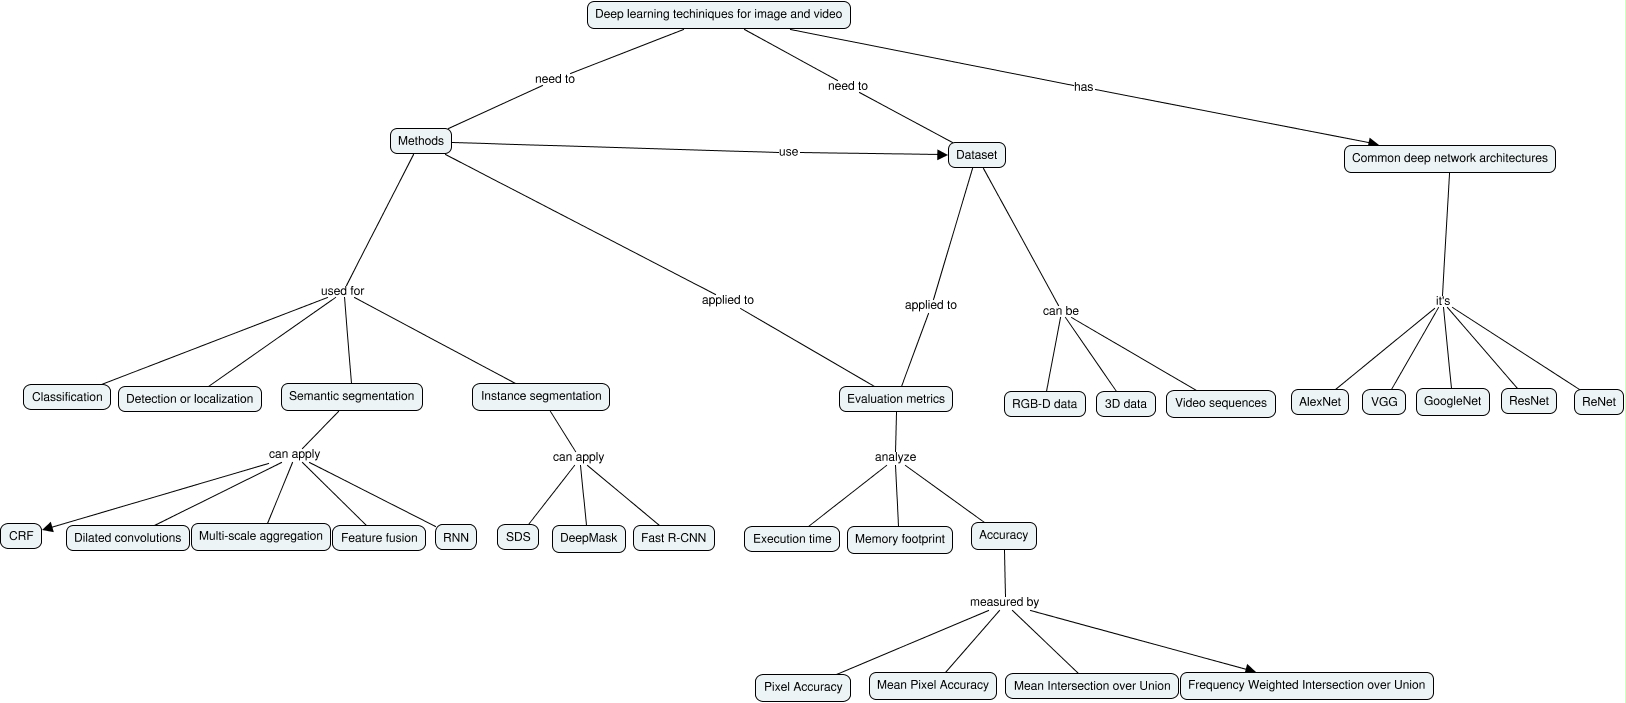 Deep learning techiniques for image and video
need to
need to
has
Methods
use
Dataset
Common deep network architectures
used for
applied to
applied to
can be
it's
Classification
Detection or localization
Semantic segmentation
Instance segmentation
Evaluation metrics
RGB-D data
3D data
Video sequences
AlexNet
VGG
GoogleNet
ResNet
ReNet
can apply
can apply
analyze
CRF
Dilated convolutions
Multi-scale aggregation
Feature fusion
RNN
SDS
DeepMask
Fast R-CNN
Execution time
Memory footprint
Accuracy
measured by
Pixel Accuracy
Mean Pixel Accuracy
Mean Intersection over Union
Frequency Weighted Intersection over Union